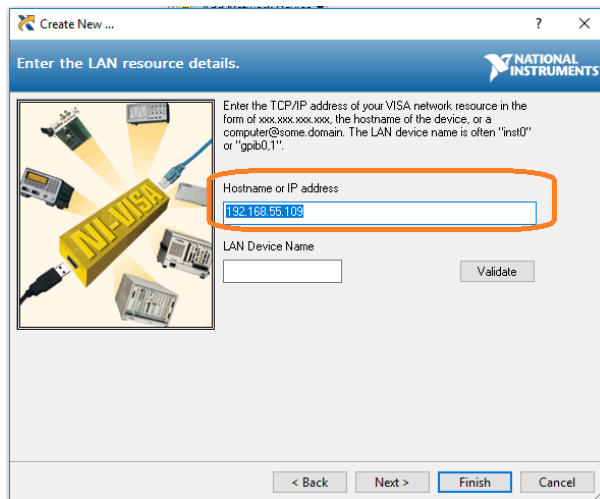 Create New ...
?
Enter the LAN resource details.
NATIONAL
INSTRUMENTS
Enter the TCP/IP address of your VISA network resource in the
form of xxx.xxx.xxx.xxx, the hostname of the device, or a
computer@some.domain. The LAN device name is often "inst0"
or "gpib0,1".
Hostname or IP address
192.168.55.109
LAN Device Name
Validate
NI-VISA
< Back
Next >
Finish
Cancel